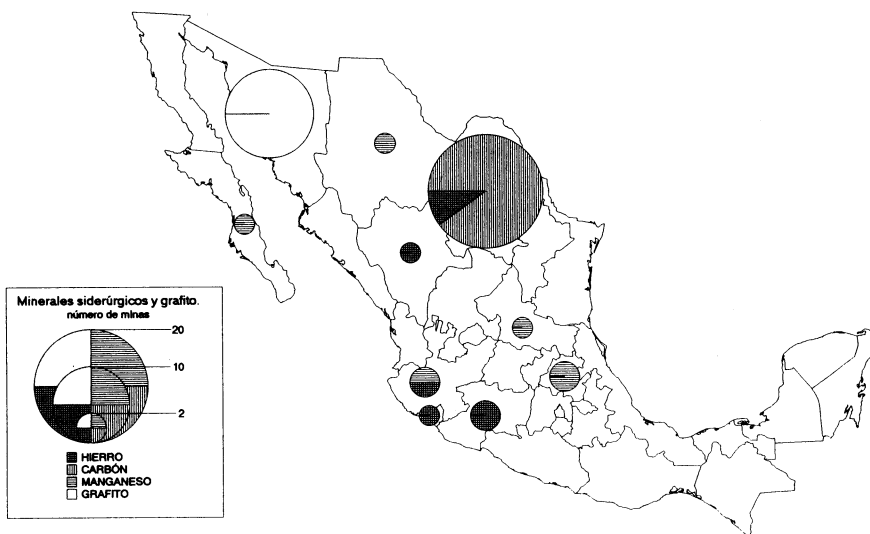 Minerales siderúrgicos y grafito.
número de minas
20
10
2
HIERRO
CARBÓN
MANGANESO
GRAFITO